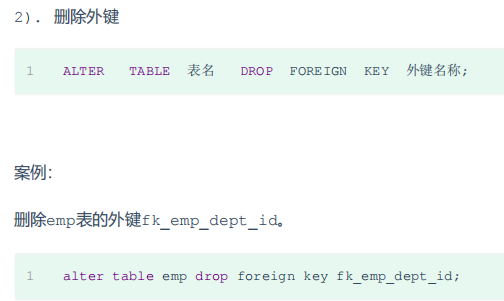 2). 删除外键
1 ALTER TABLE 表名 DROP FOREIGN KEY 外键名称;
案例:
删除emp表的外键fk_emp_dept_id。
1 alter table emp drop foreign key fk_emp_dept_id;